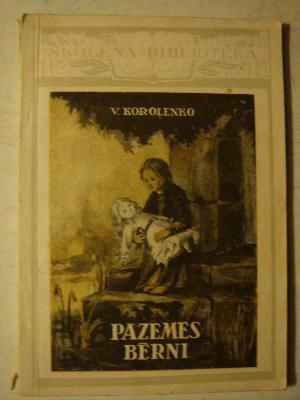 SKOLĒNA BIBLIOTĒKA
V. KOROLENKO
PAZEMES
BĒRNI